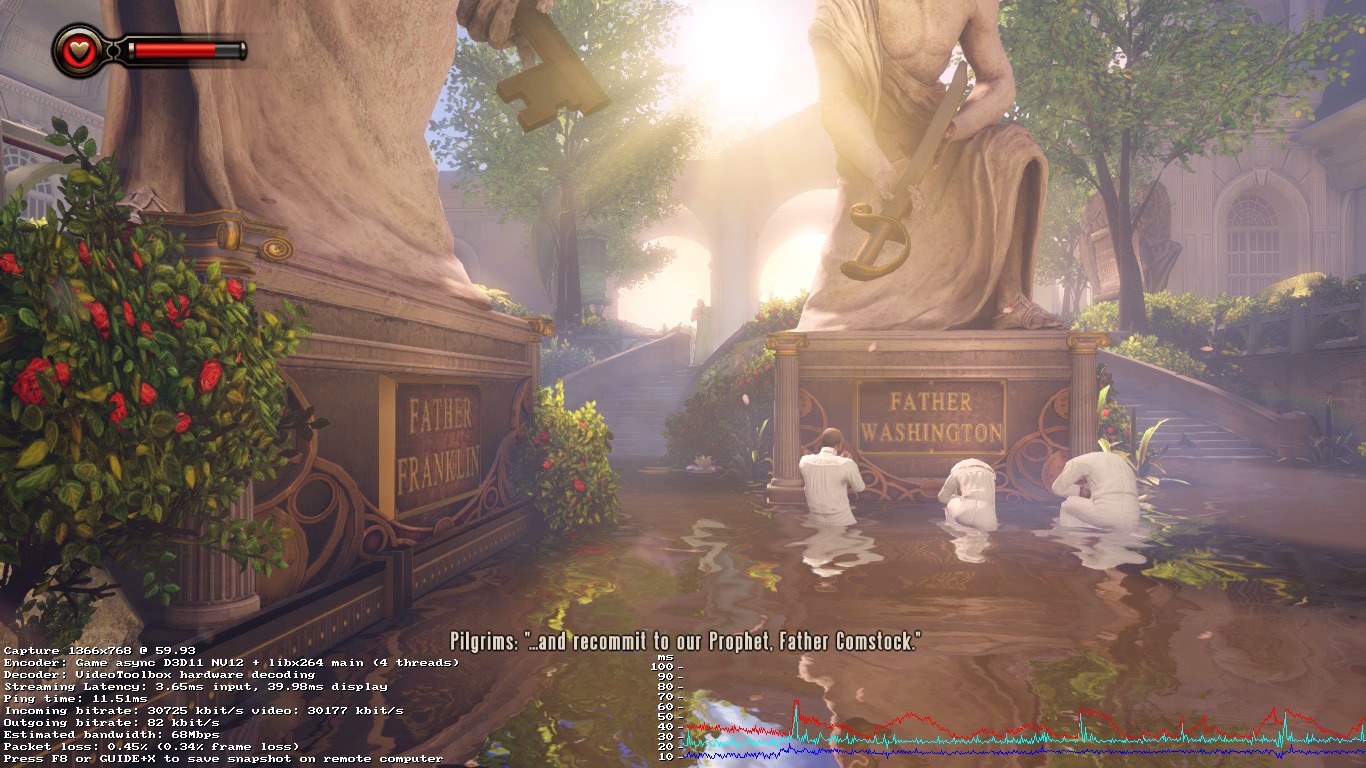 FATHER
FRANKLIN
FATHER
WASHINGTON
Pilgrims: "...and recommit to our Prophet, Father Comstock."
Capture 1366x768 @ 59.93
Encoder: Game async D3D11 NV12 + libx264 main (4 threads)
Decoder: VideoToolbox hardware decoding
Streaming Latency: 3.65ms input, 39.98ms display
Ping time: 11.51ms
Incoming bitrate: 30725 kbit/s video: 30177 kbit/s
Outgoing bitrate: 82 kbit/s
Estimated bandwidth: 68Mbps
Packet loss: 0.45% (0.34% frame loss)
Press F8 or GUIDE+X to save snapshot on remote computer
ms
100
90
80
70
60
50
40
30
20
10